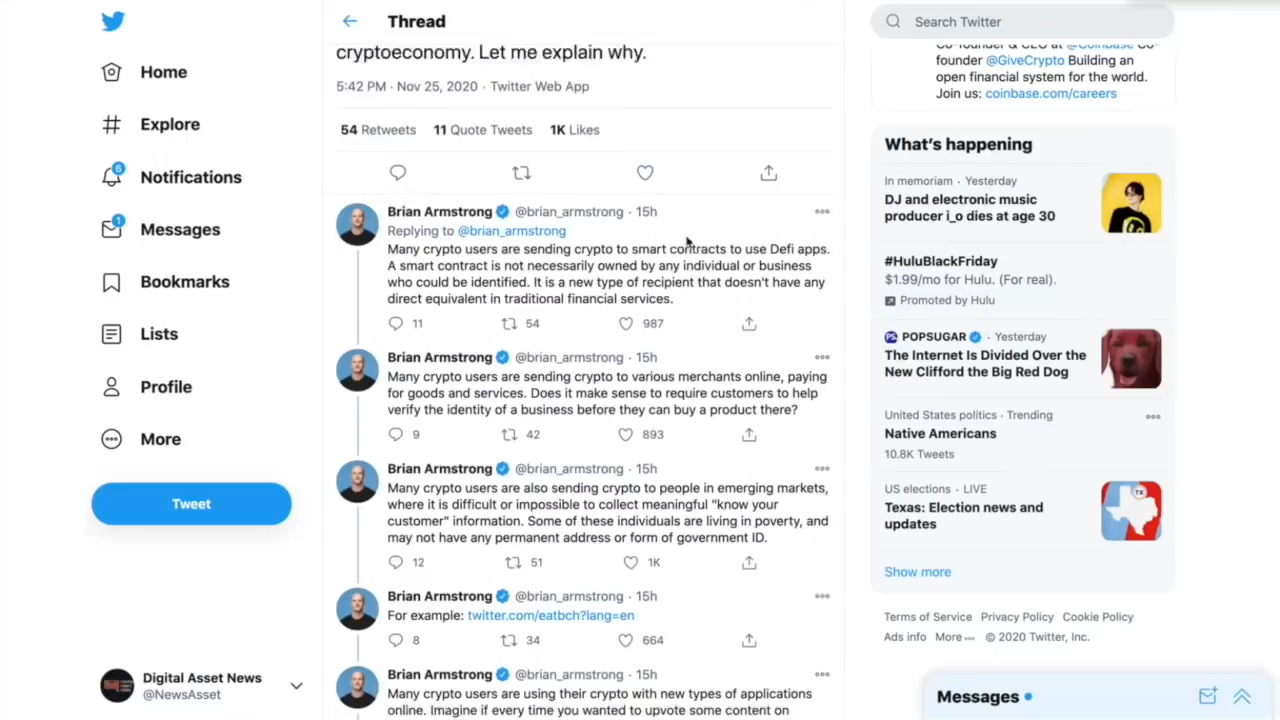 Home
Explore
6
Notifications
1
Messages
Bookmarks
Lists
Profile
More
Tweet
Digital Asset News
@NewsAsset
Thread
cryptoeconomy. Let me explain why.
5:42 PM · Nov 25, 2020 · Twitter Web App
54 Retweets 11 Quote Tweets 1K Likes
Brian Armstrong @brian_armstrong · 15h
Replying to @brian_armstrong
Many crypto users are sending crypto to smart contracts to use Defi apps.
A smart contract is not necessarily owned by any individual or business
who could be identified. It is a new type of recipient that doesn't have any
direct equivalent in traditional financial services.
11 54 987
Brian Armstrong @brian_armstrong · 15h
Many crypto users are sending crypto to various merchants online, paying
for goods and services. Does it make sense to require customers to help
verify the identity of a business before they can buy a product there?
9 42 893
Brian Armstrong @brian_armstrong · 15h
Many crypto users are also sending crypto to people in emerging markets,
where it is difficult or impossible to collect meaningful "know your
customer" information. Some of these individuals are living in poverty, and
may not have any permanent address or form of government ID.
12 51 1K
Brian Armstrong @brian_armstrong · 15h
For example: twitter.com/eatbch?lang=en
8 34 664
Brian Armstrong @brian_armstrong · 15h
Many crypto users are using their crypto with new types of applications
online. Imagine if every time you wanted to upvote some content on
Search Twitter
Co-founder & CEO at @Coinbase Co-
founder @GiveCrypto Building an
open financial system for the world.
Join us: coinbase.com/careers
What's happening
In memoriam · Yesterday
DJ and electronic music
producer i_o dies at age 30
#HuluBlackFriday
$1.99/mo for Hulu. (For real).
Promoted by Hulu
POPSUGAR · Yesterday
The Internet Is Divided Over the
New Clifford the Big Red Dog
United States politics · Trending
Native Americans
10.8K Tweets
US elections · LIVE
Texas: Election news and
updates
TX
Show more
Terms of Service Privacy Policy Cookie Policy
Ads info More © 2020 Twitter, Inc.
Messages